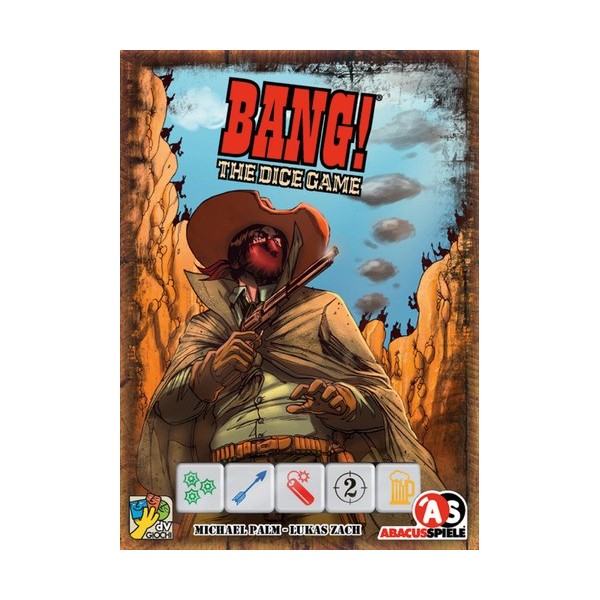 BANG!®
THE DICE GAME
2
MICHAEL PALM - LUKAS ZACH
dV
GIOCHI
AS
ABACUSSPIELE